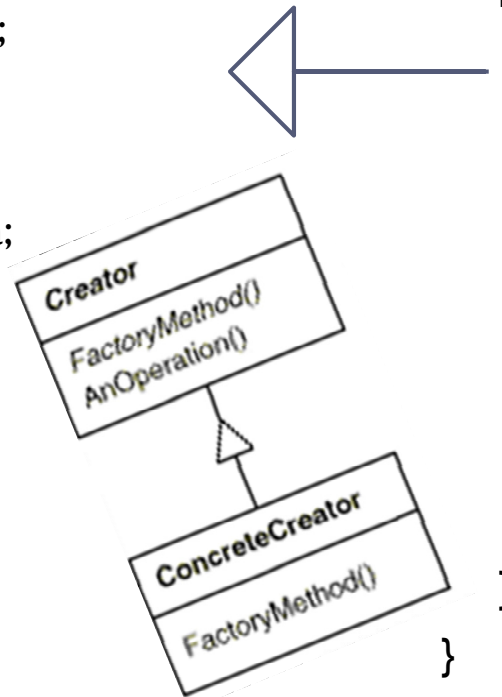 ;
;
Creator
FactoryMethod()
AnOperation()
ConcreteCreator
FactoryMethod()
}